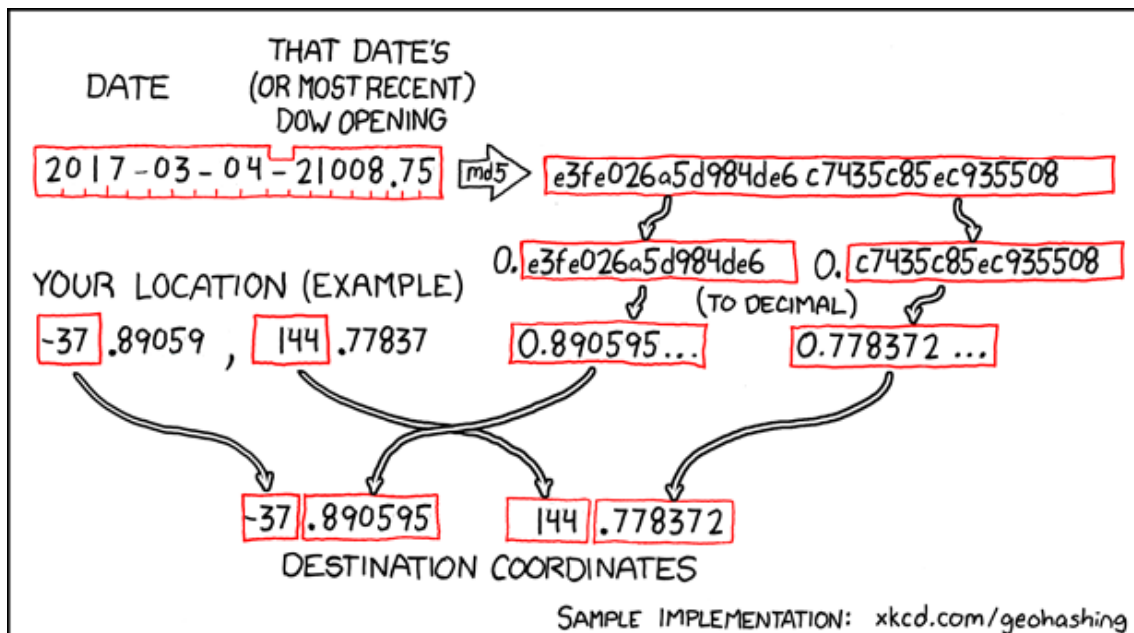 DATE
THAT DATE'S
(OR MOST RECENT)
DOW OPENING
2017-03-04-21008.75
md5
e3fe026a5d984de6c7435c85ec935508
0.e3fe026a5d984de6
0.c7435c85ec935508
YOUR LOCATION (EXAMPLE)
(TO DECIMAL)
-37.89059, 144.77837
0.890595...
0.778372...
-37.890595
144.778372
DESTINATION COORDINATES
SAMPLE IMPLEMENTATION: xkcd.com/geohashing